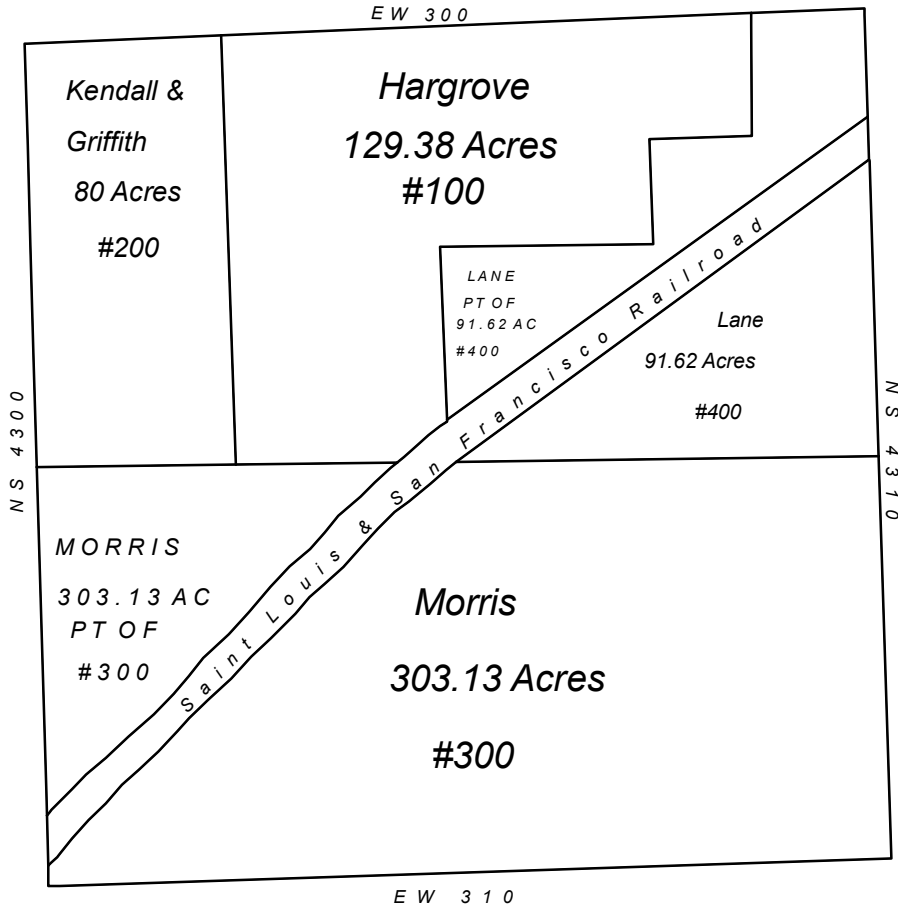 EW 300
Kendall &
Griffith
80 Acres
#200
Hargrove
129.38 Acres
#100
LANE
PT OF
91.62 AC
#400
Lane
91.62 Acres
#400
Saint Louis & San Francisco Railroad
NS 4300
NS 4310
MORRIS
303.13 AC
PT OF
#300
Morris
303.13 Acres
#300
EW 310